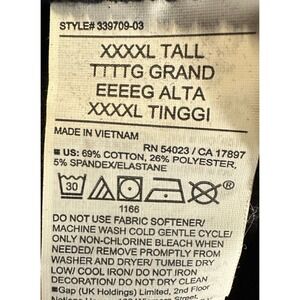 STYLE# 339709-03
XXXXL TALL
TTTTG GRAND
EEEEG ALTA
XXXXL TINGGI
MADE IN VIETNAM
RN 54023 / CA 17897
■ US: 69% COTTON, 26% POLYESTER,
5% SPANDEX/ELASTANE
30
®
1166
DO NOT USE FABRIC SOFTENER/
MACHINE WASH COLD GENTLE CYCLE/
ONLY NON-CHLORINE BLEACH WHEN
NEEDED/ REMOVE PROMPTLY FROM
WASHER AND DRYER/ TUMBLE DRY
LOW/ COOL IRON/ DO NOT IRON
DECORATION/ DO NOT DRY CLEAN
■Gap (UK Holdings) Limited, 2nd Floor